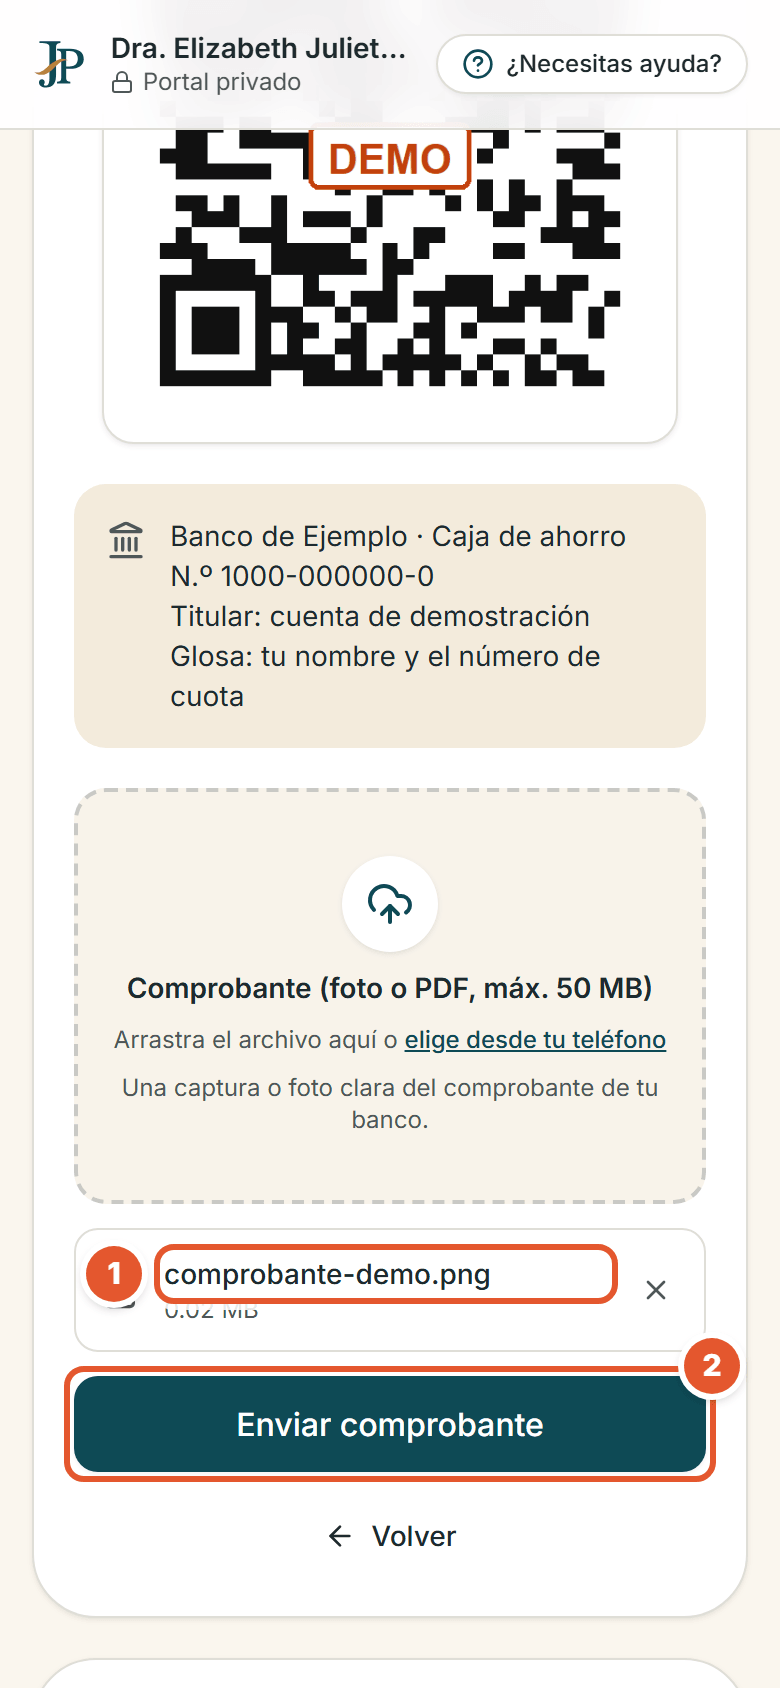 JP
Dra. Elizabeth Juliet...
Portal privado
¿Necesitas ayuda?
DEMO
Banco de Ejemplo · Caja de ahorro
N.º 1000-000000-0
Titular: cuenta de demostración
Glosa: tu nombre y el número de
cuota
Comprobante (foto o PDF, máx. 50 MB)
Arrastra el archivo aquí o elige desde tu teléfono
Una captura o foto clara del comprobante de tu
banco.
1
comprobante-demo.png
0.02 MB
2
Enviar comprobante
Volver